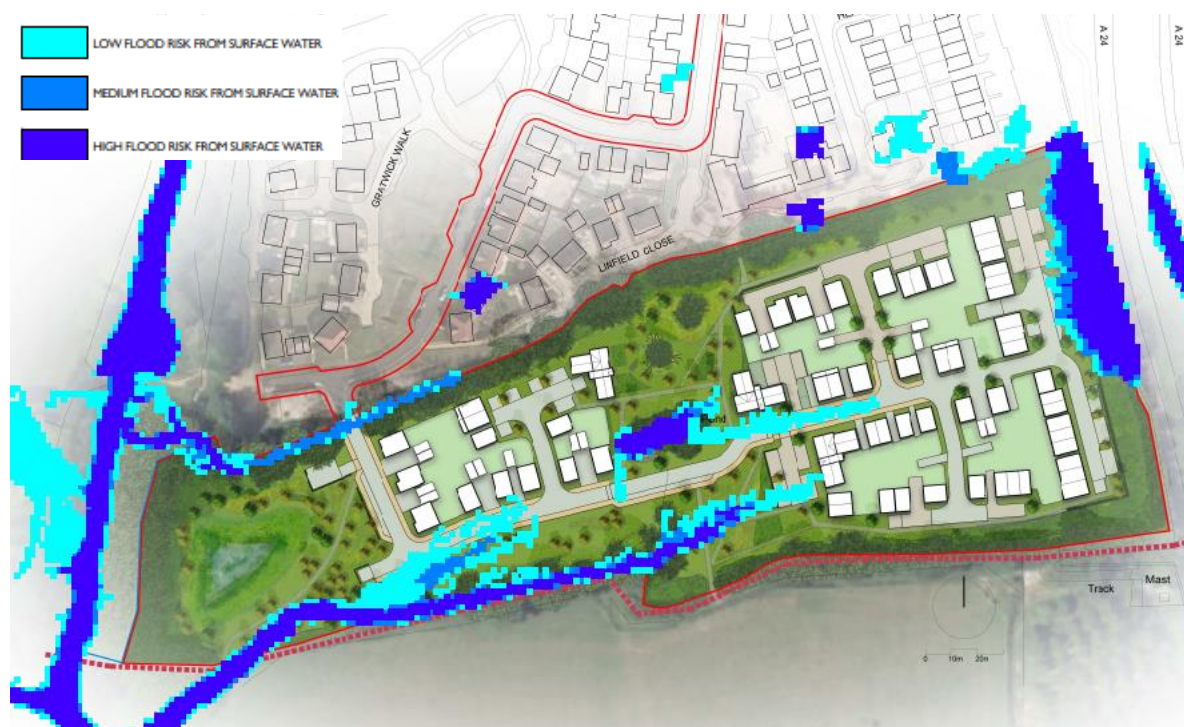 LOW FLOOD RISK FROM SURFACE WATER
MEDIUM FLOOD RISK FROM SURFACE WATER
HIGH FLOOD RISK FROM SURFACE WATER
A 24
A 24
GRATWICK WALK
LINFIELD CLOSE
Track
Mast
0 10m 20m